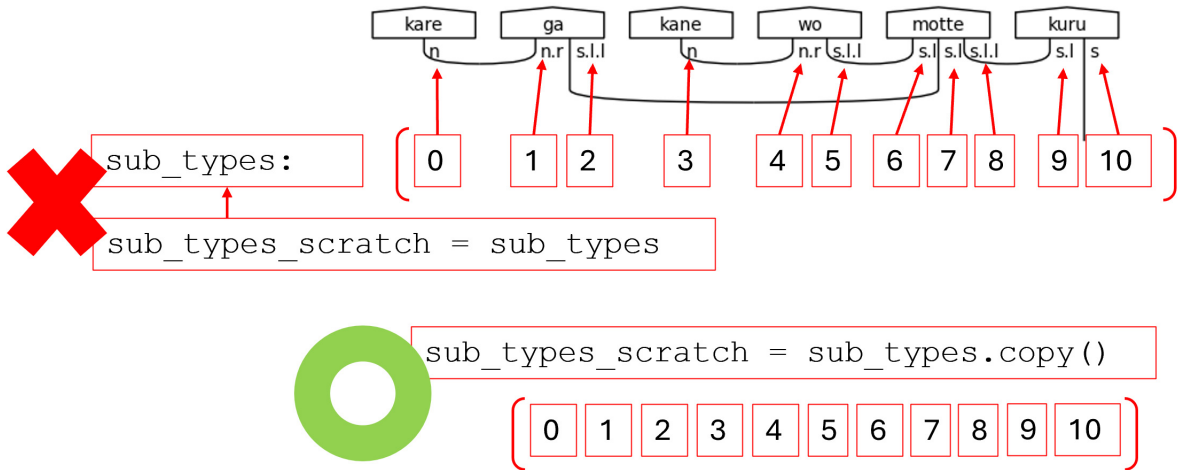 kare ga kane wo motte kuru
n n.r s.l.l n n.r s.l.l s.l s.l s.l.l s.l s
sub_types: 0 1 2 3 4 5 6 7 8 9 10
sub_types_scratch = sub_types
sub_types_scratch = sub_types.copy()
0 1 2 3 4 5 6 7 8 9 10